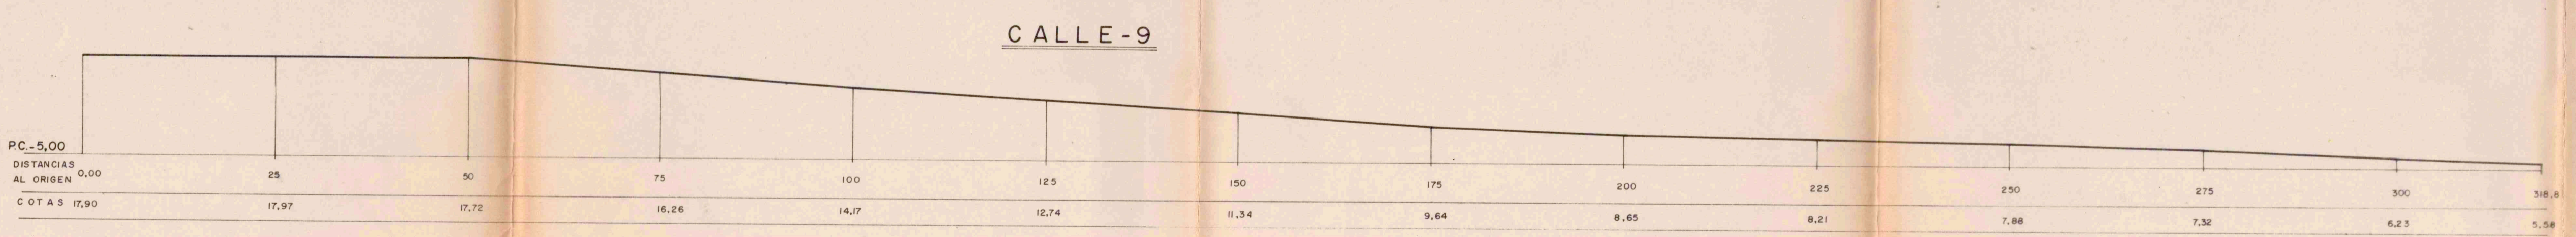 CALLE-9
P.C.-5,00
DISTANCIAS
AL ORIGEN 0,00 25 50 75 100 125 150 175 200 225 250 275 300 318,8
COTAS 17,90 17,97 17,72 16,26 14,17 12,74 11,34 9,64 8,65 8,21 7,88 7,32 6,23 5,58